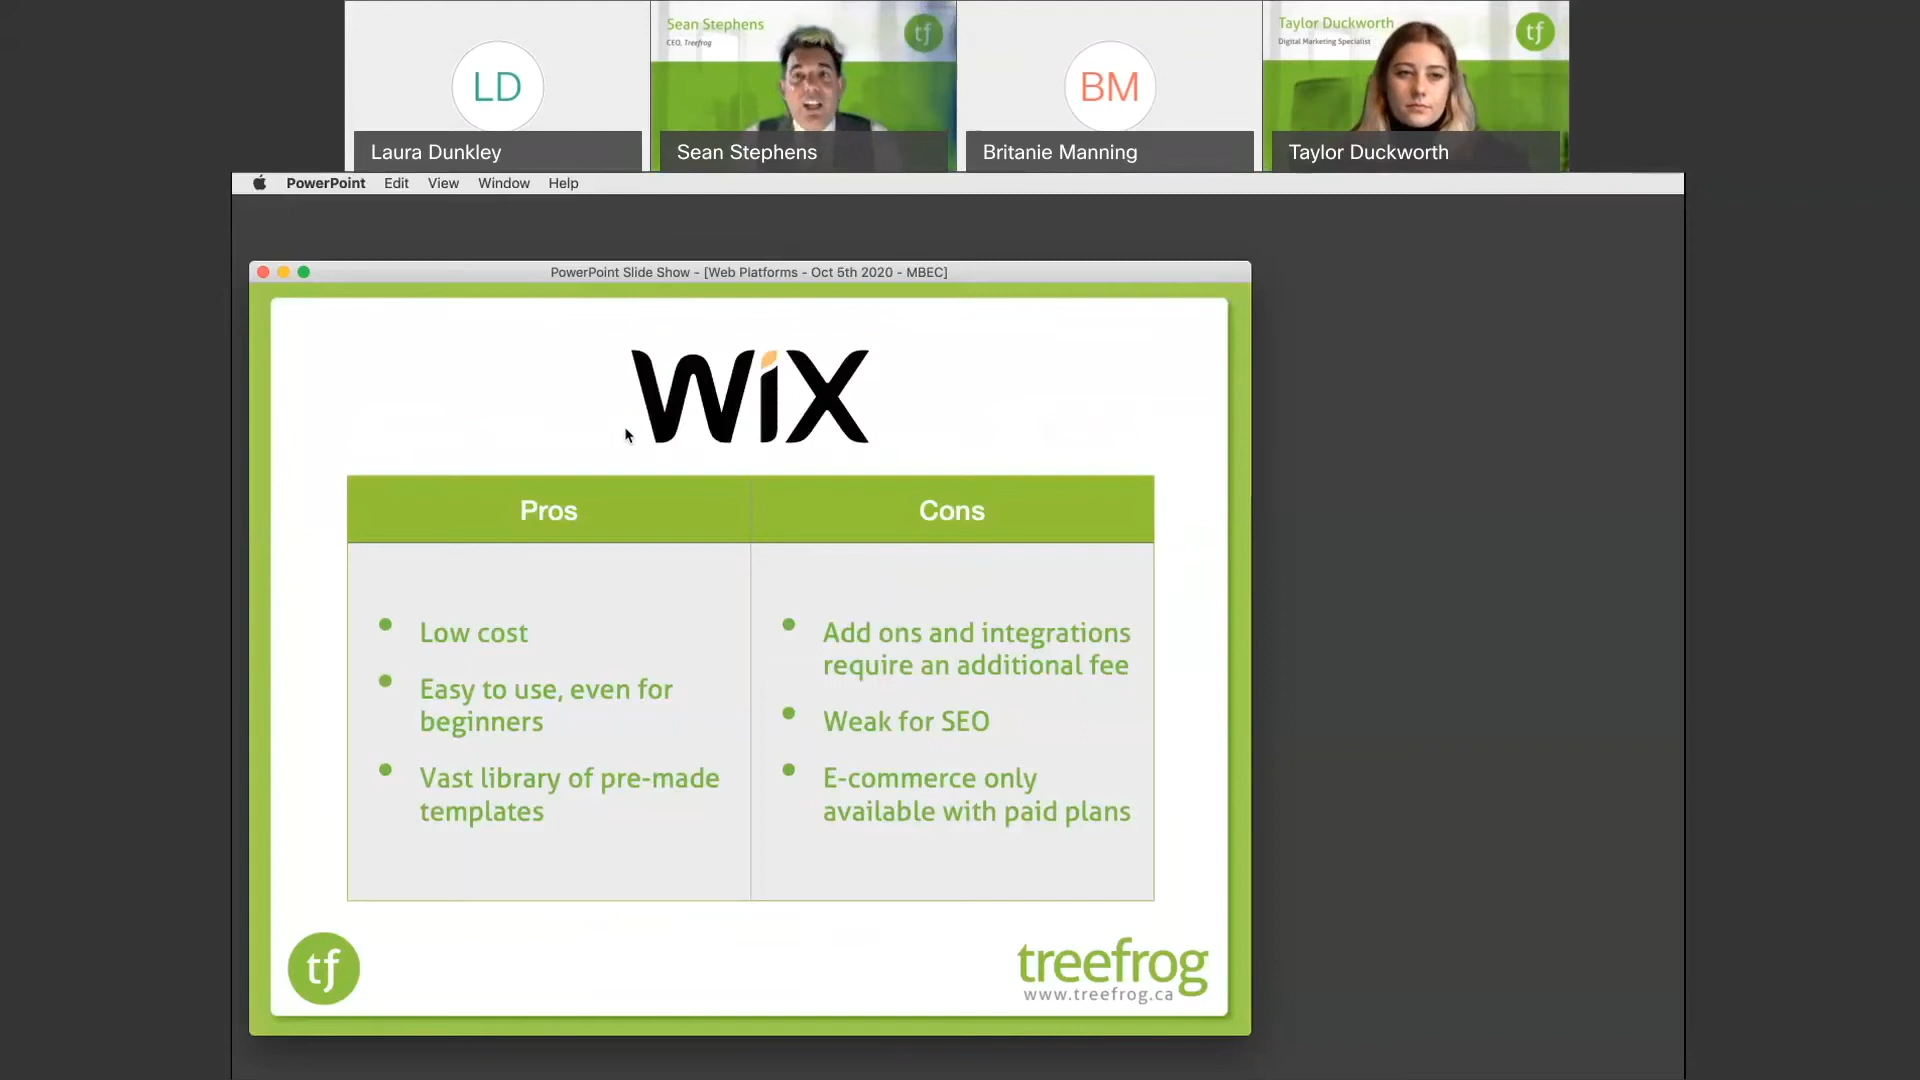 Sean Stephens
CEO, Treefrog
tf
Taylor Duckworth
Digital Marketing Specialist
tf
LD
BM
Laura Dunkley
Sean Stephens
Britanie Manning
Taylor Duckworth
PowerPoint Edit View Window Help
PowerPoint Slide Show - [Web Platforms - Oct 5th 2020 - MBEC]
WiX
Pros
Cons
Low cost
Easy to use, even for
beginners
Vast library of pre-made
templates
Add ons and integrations
require an additional fee
Weak for SEO
E-commerce only
available with paid plans
tf
treefrog
www.treefrog.ca